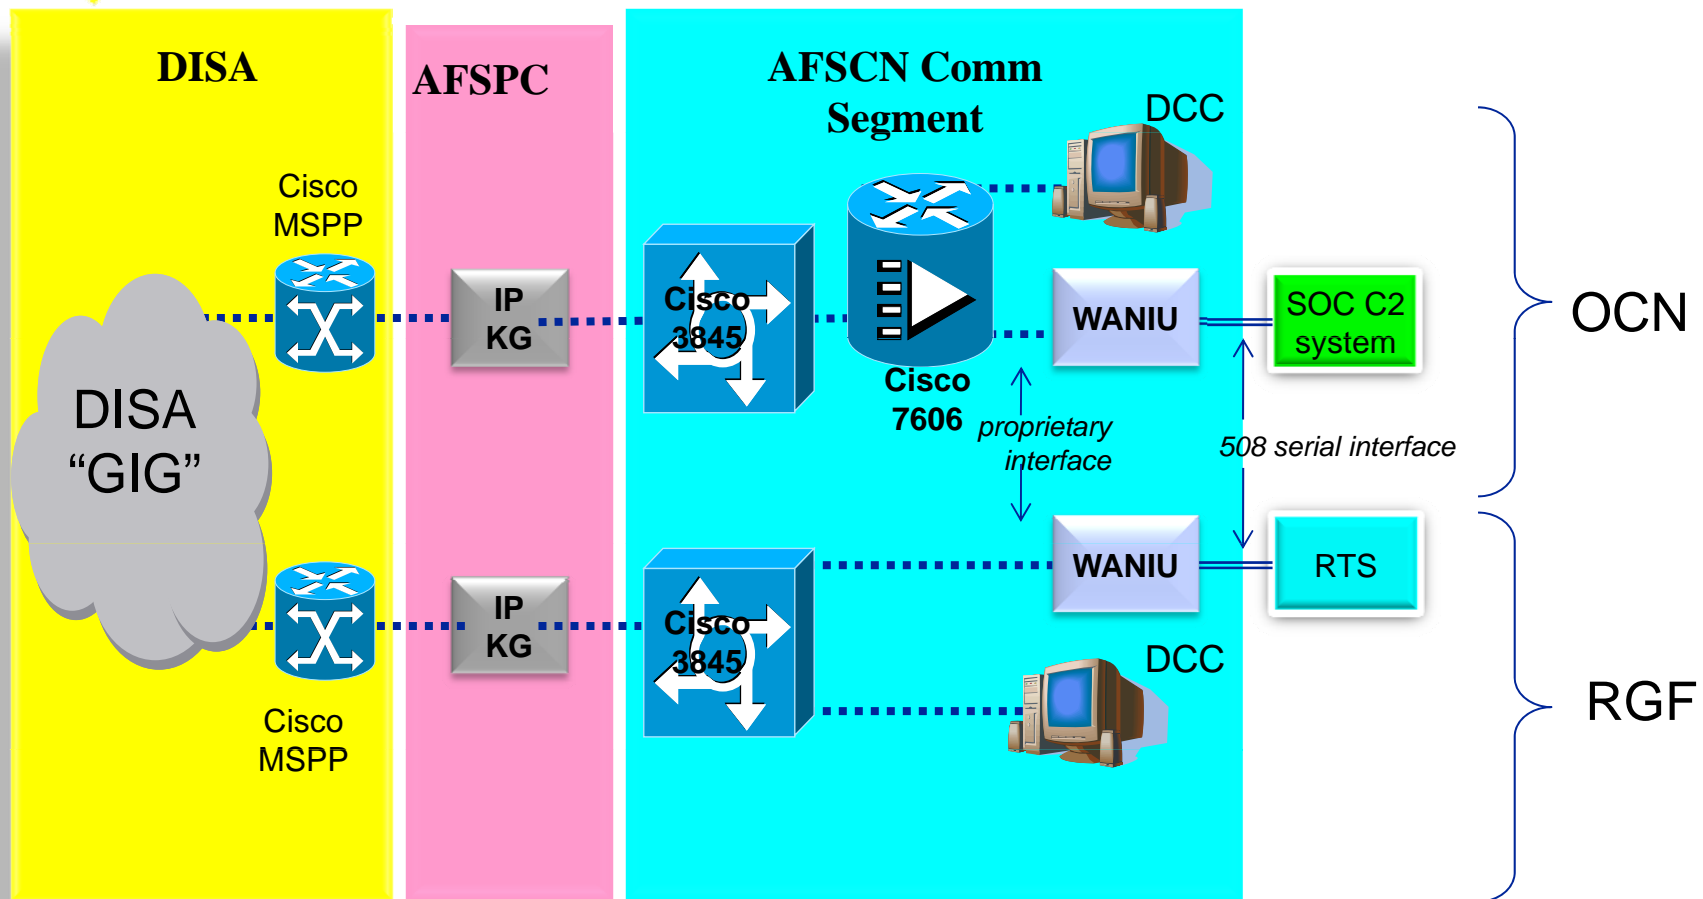 DISA
AFSPC
AFSCN Comm
Segment
DCC
Cisco
MSPP
IP
KG
Cisco
3845
Cisco
7606
WANIU
SOC C2
system
OCN
DISA
“GIG”
proprietary
interface
508 serial interface
Cisco
MSPP
IP
KG
Cisco
3845
WANIU
RTS
DCC
RGF